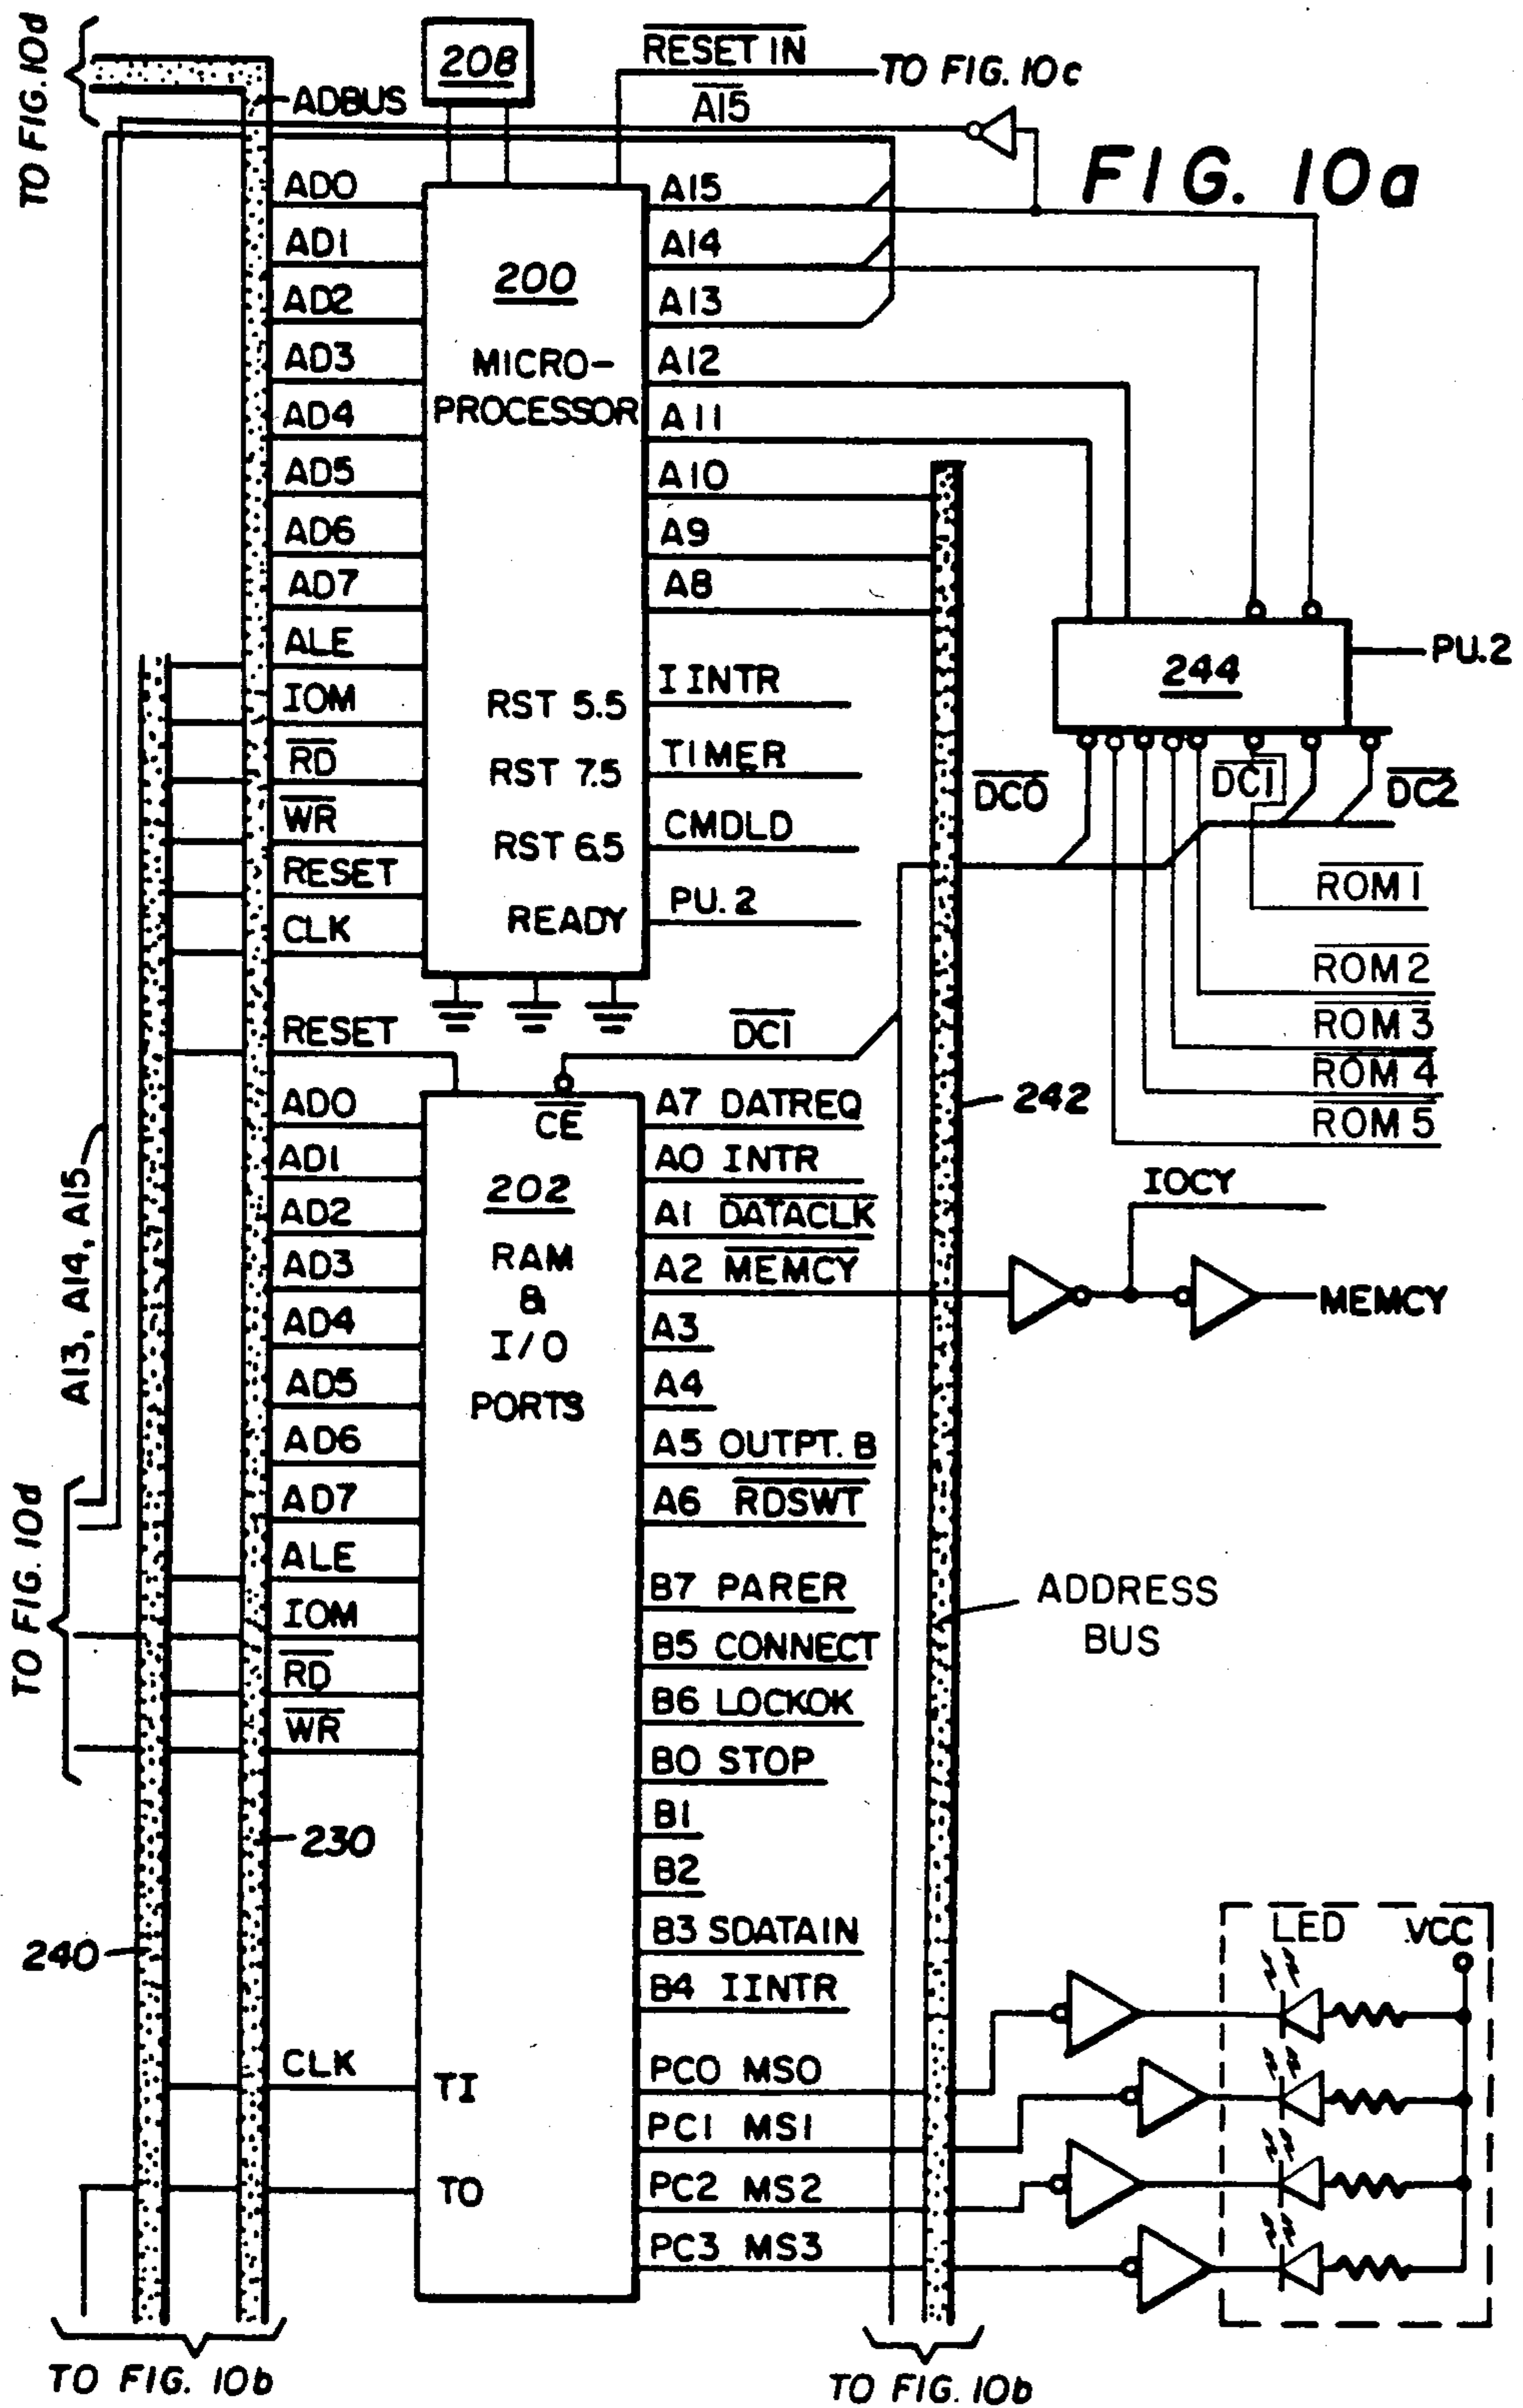 FIG. 10a
TO FIG. 10d
208
RESET IN
TO FIG. 10c
ADBUS
A15
AD0
AD1
AD2
AD3
AD4
AD5
AD6
AD7
ALE
IOM
RD
WR
RESET
CLK
200
MICRO-
PROCESSOR
RST 5.5
RST 7.5
RST 6.5
READY
A15
A14
A13
A12
A11
A10
A9
A8
I INTR
TIMER
CMDLD
PU.2
244
PU.2
DC0
DC1
DC2
ROM 1
ROM 2
ROM 3
ROM 4
ROM 5
RESET
DC1
CE
242
A13, A14, A15
AD0
AD1
AD2
AD3
AD4
AD5
AD6
AD7
ALE
IOM
RD
WR
202
RAM
&
I/O
PORTS
A7 DATREQ
A0 INTR
A1 DATACLK
A2 MEMCY
A3
A4
A5 OUTPT. B
A6 RDSWT
B7 PARER
B5 CONNECT
B6 LOCKOK
B0 STOP
B1
B2
B3 SDATAIN
B4 IINTR
PC0 MS0
PC1 MS1
PC2 MS2
PC3 MS3
IOCY
MEMCY
ADDRESS
BUS
TO FIG. 10d
230
240
CLK
TI
TO
LED
VCC
TO FIG. 10b
TO FIG. 10b